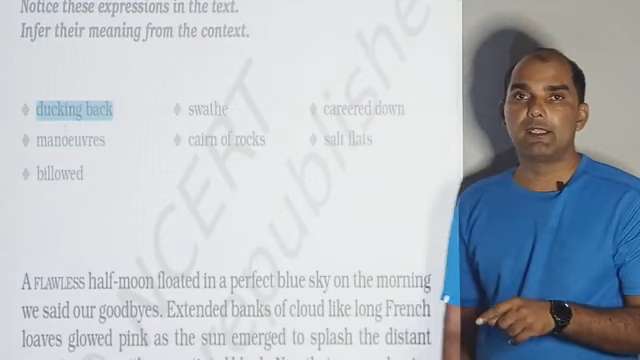 Notice these expressions in the text.
Infer their meaning from the context.
❖ ducking back ❖ swathe ❖ careered down
❖ manoeuvres ❖ cairn of rocks ❖ salt flats
❖ billowed
NCERT
republishe
A FLAWLESS half-moon floated in a perfect blue sky on the morning
we said our goodbyes. Extended banks of cloud like long French
loaves glowed pink as the sun emerged to splash the distant